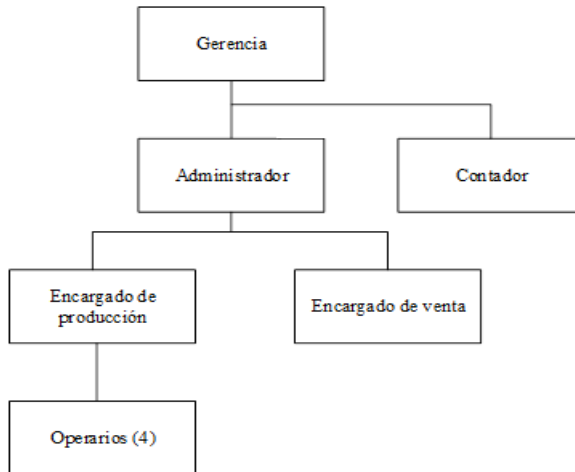 Gerencia
Administrador
Contador
Encargado de
producción
Encargado de venta
Operarios (4)